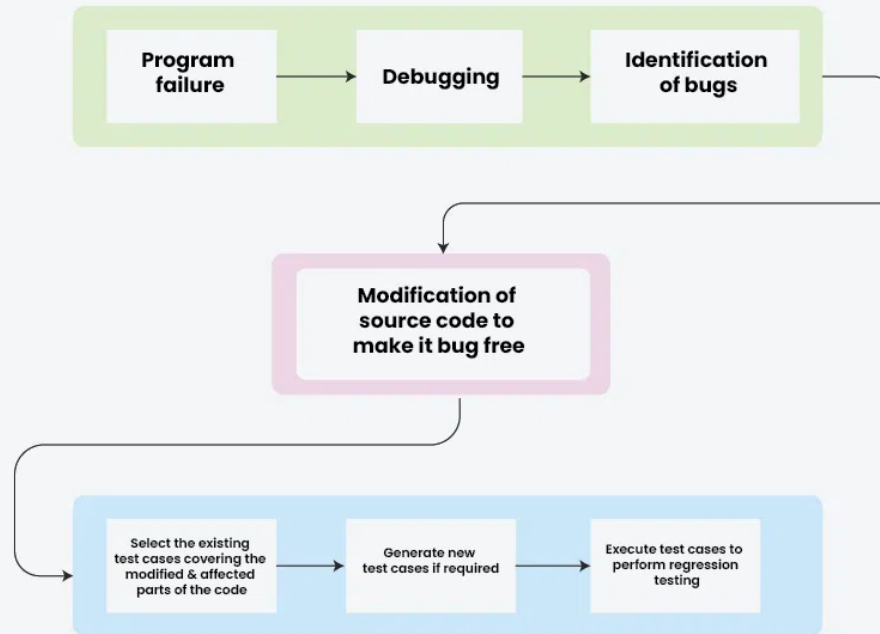 Program
failure
Debugging
Identification
of bugs
Modification of
source code to
make it bug free
Select the existing
test cases covering the
modified & affected
parts of the code
Generate new
test cases if required
Execute test cases to
perform regression
testing